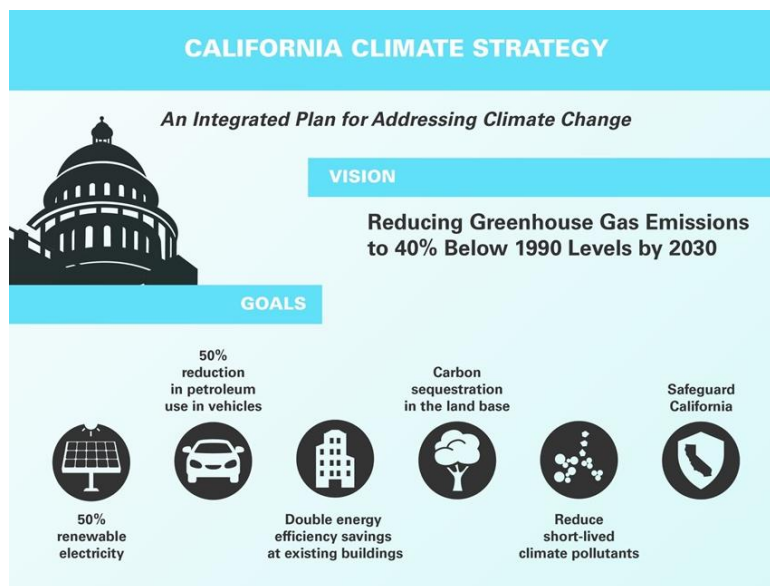 CALIFORNIA CLIMATE STRATEGY
An Integrated Plan for Addressing Climate Change
VISION
Reducing Greenhouse Gas Emissions
to 40% Below 1990 Levels by 2030
GOALS
50%
renewable
electricity
50%
reduction
in petroleum
use in vehicles
Double energy
efficiency savings
at existing buildings
Carbon
sequestration
in the land base
Reduce
short-lived
climate pollutants
Safeguard
California